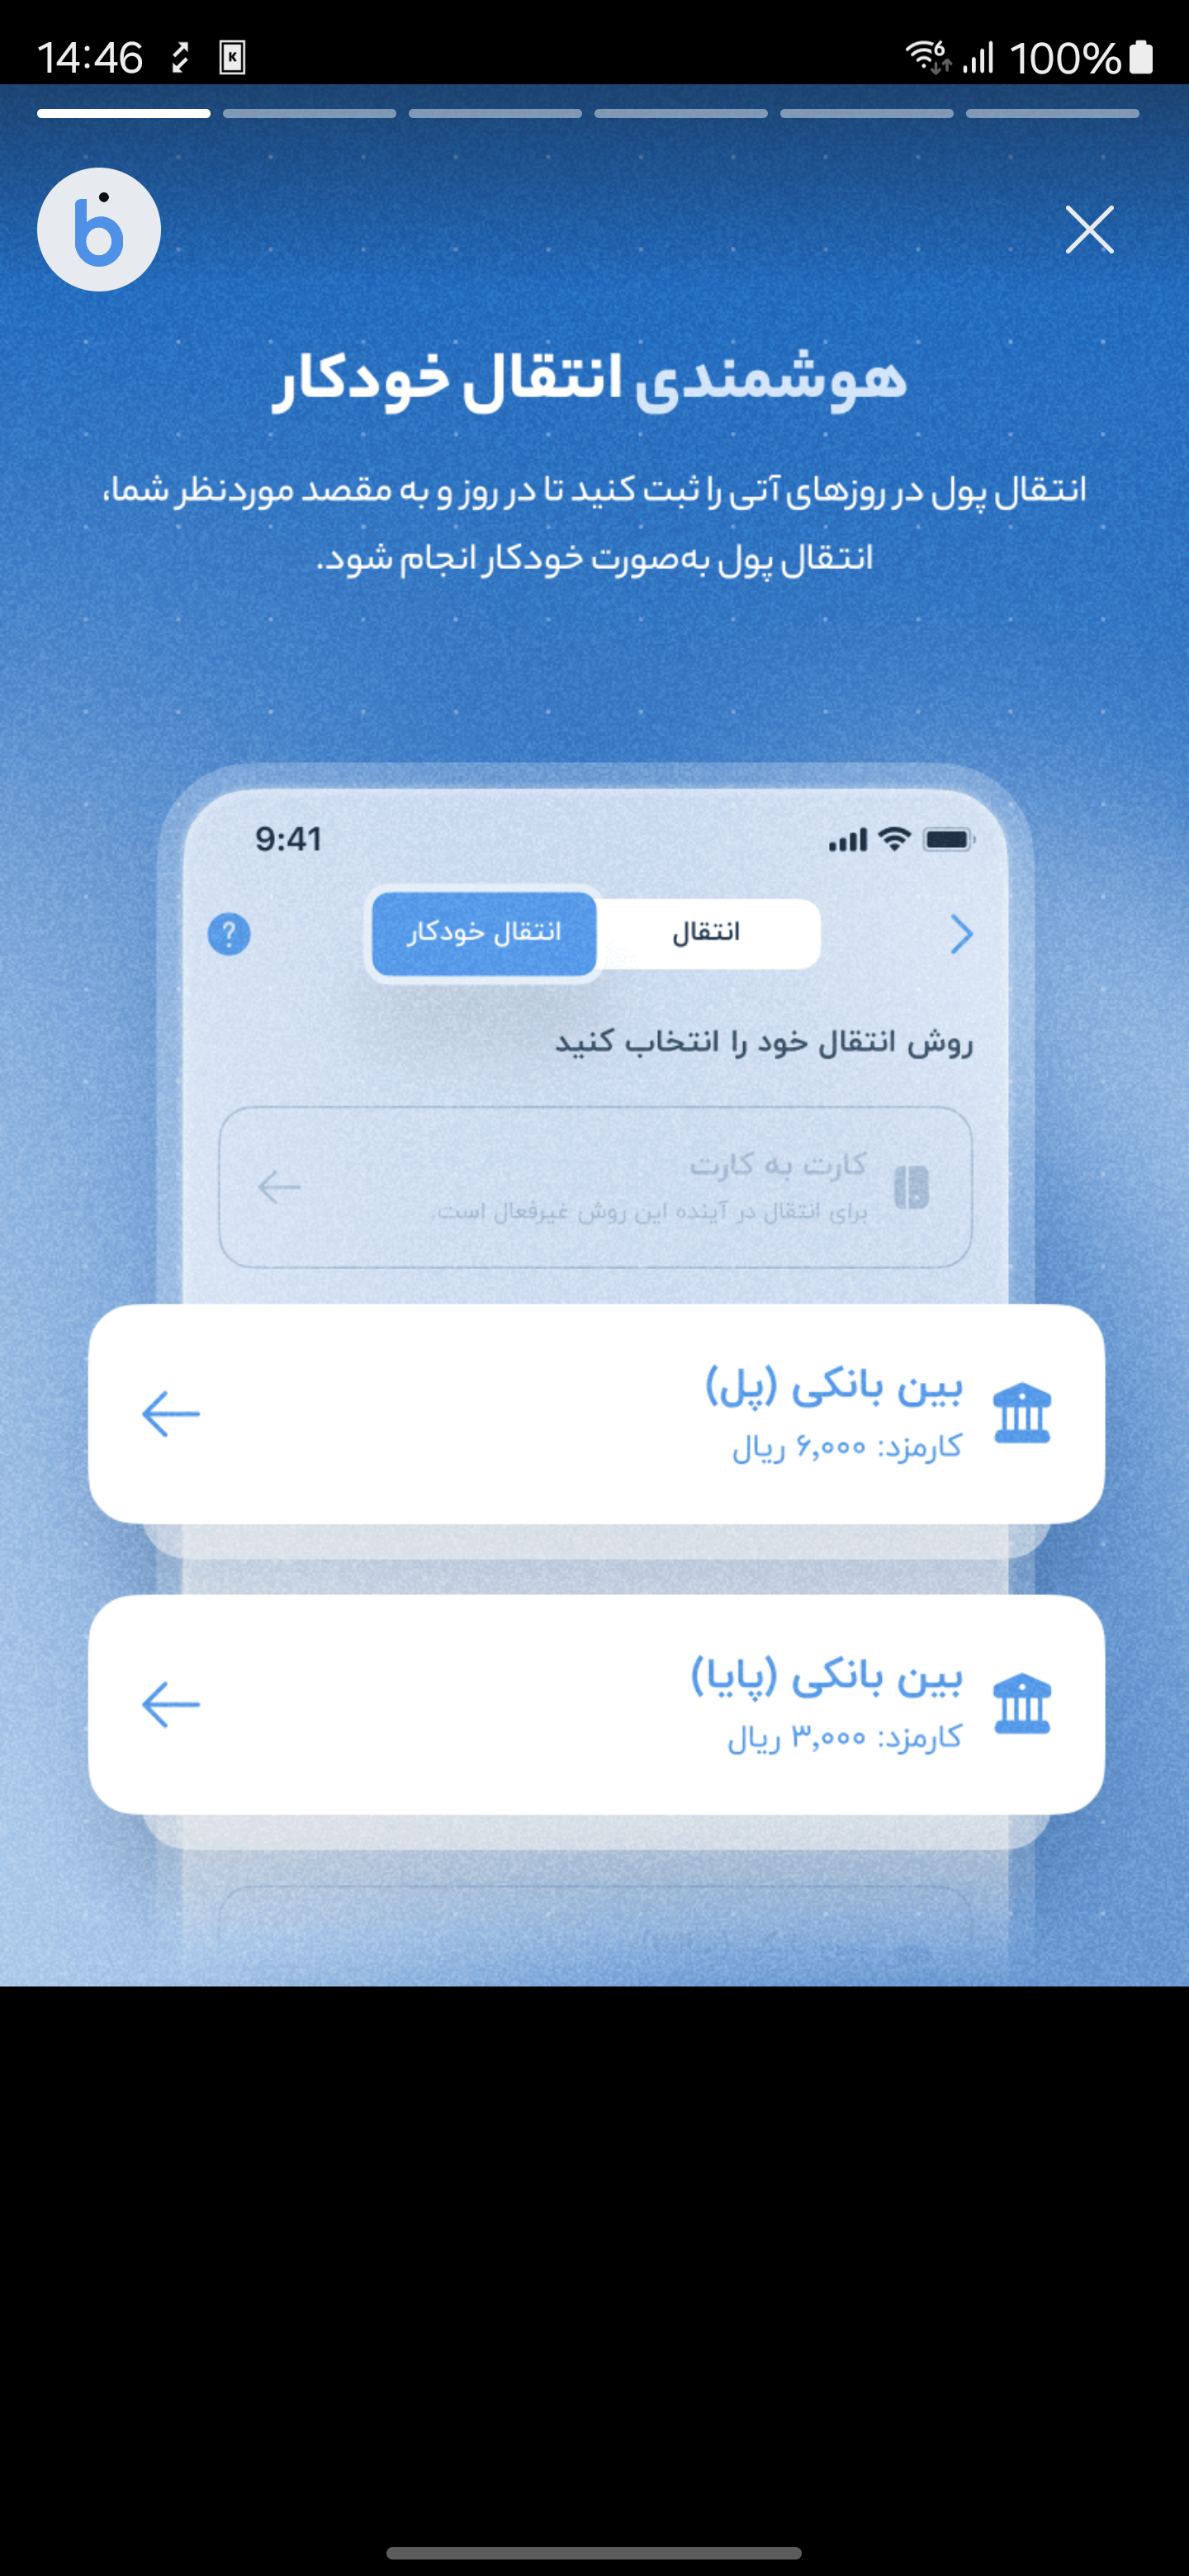 14:46
6
100%
b
هوشمندی انتقال خودکار
انتقال پول در روزهای آتی را ثبت کنید تا در روز و به مقصد موردنظر شما،
انتقال پول به‌صورت خودکار انجام شود.
9:41
انتقال
انتقال خودکار
?
روش انتقال خود را انتخاب کنید
کارت به کارت
برای انتقال در آینده این روش غیرفعال است.
بین بانکی (پل)
کارمزد: ۶,۰۰۰ ریال
بین بانکی (پایا)
کارمزد: ۳,۰۰۰ ریال